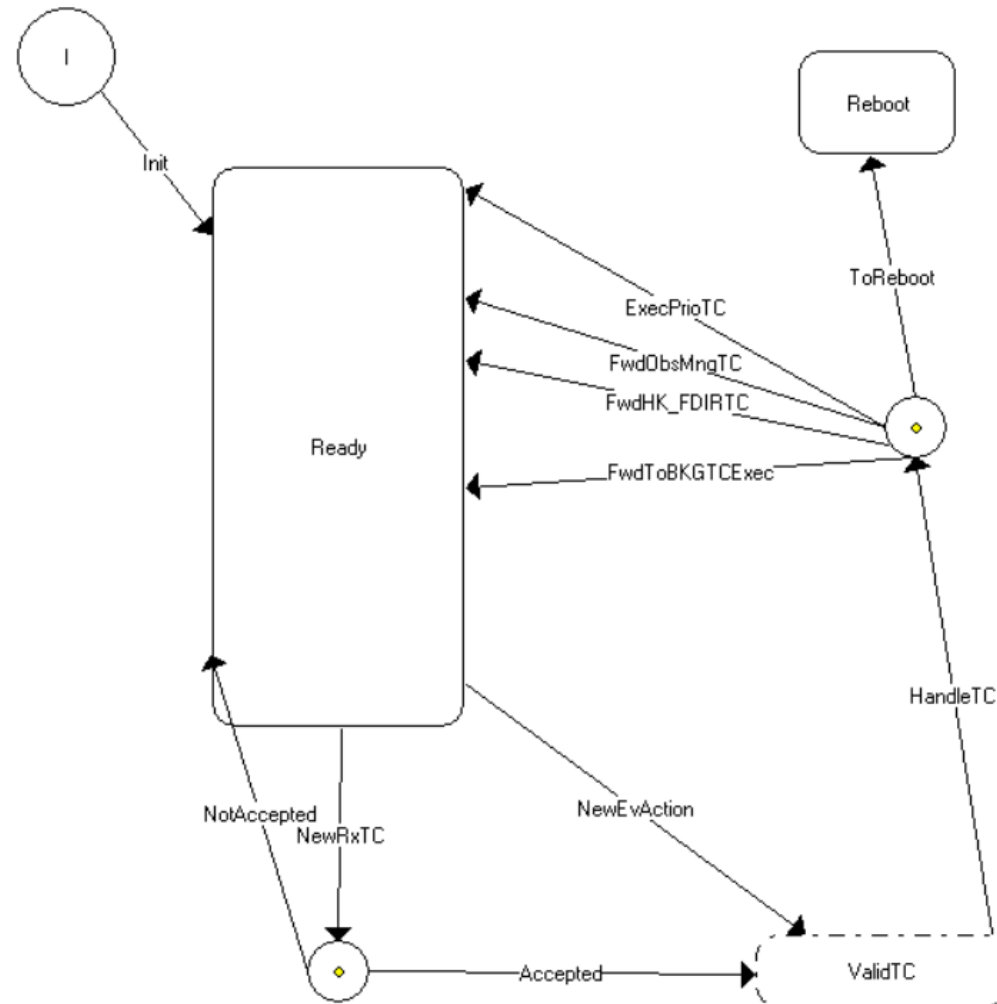 I
Reboot
Init
ToReboot
ExecPrioTC
FwdObsMngTC
FwdHK_FDIRTC
Ready
FwdToBKGTCExec
HandleTC
NewEvAction
NotAccepted
NewRxTC
Accepted
ValidTC